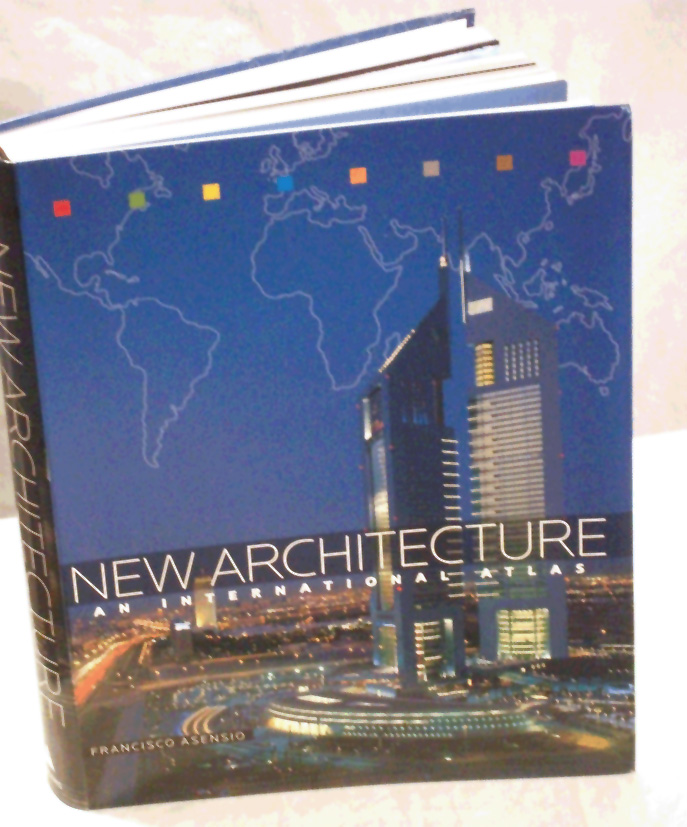 NEW ARCHITECTURE
AN INTERNATIONAL ATLAS
FRANCISCO ASENSIO
NEW ARCHITECTURE